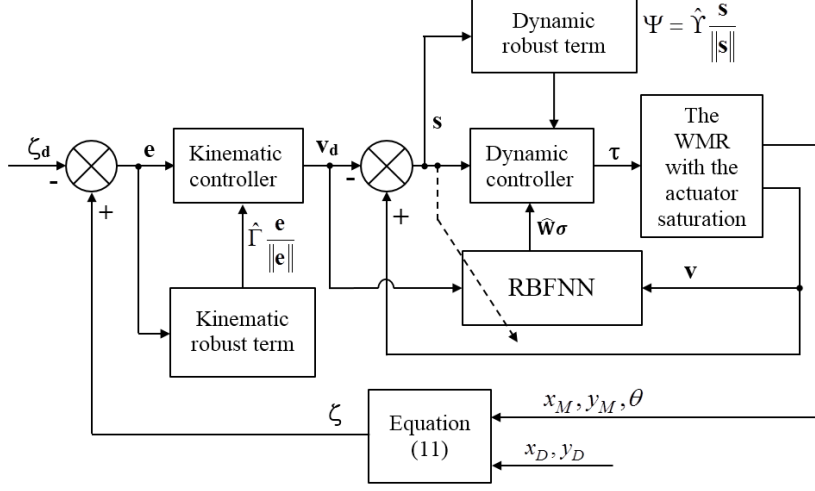 Dynamic
robust term
Ψ = Υ̂ s/‖s‖
ζd
-
+
e
Kinematic
controller
vd
-
+
s
Dynamic
controller
τ
The
WMR
with the
actuator
saturation
Γ̂ e/‖e‖
Ŵσ
RBFNN
v
Kinematic
robust term
ζ
Equation
(11)
xM, yM, θ
xD, yD